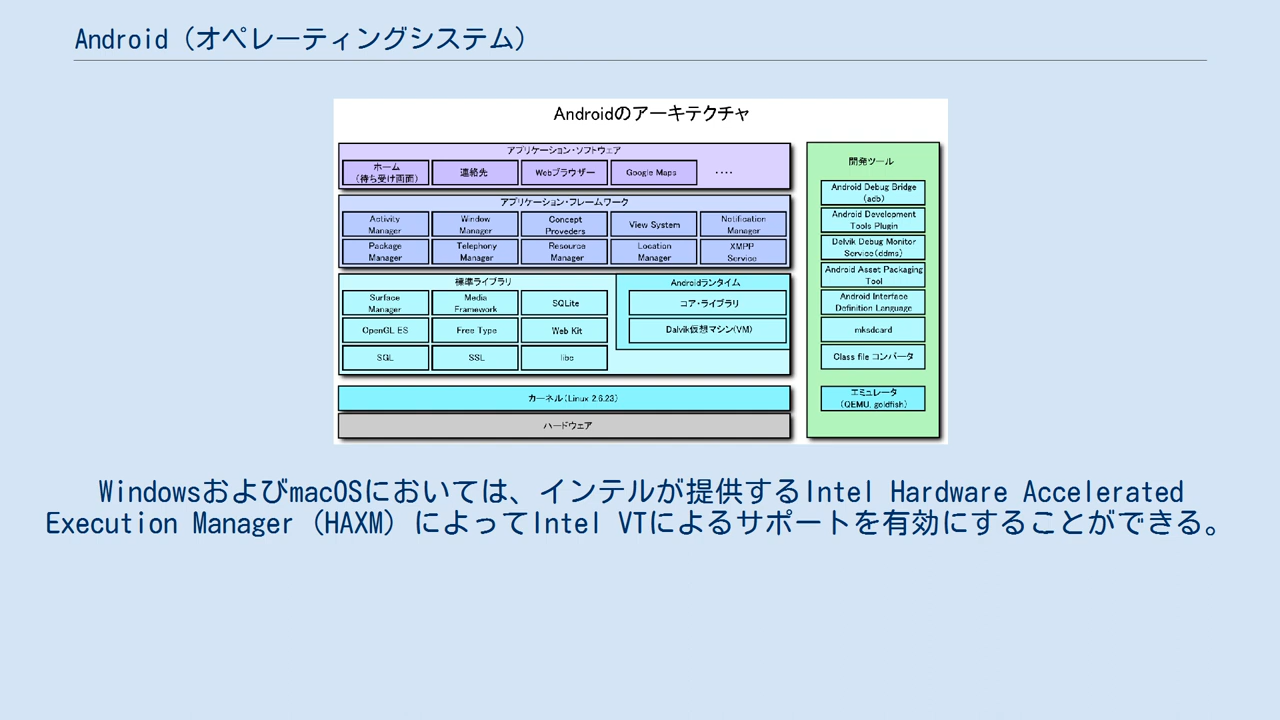 Android（オペレーティングシステム）
Androidのアーキテクチャ
アプリケーション・ソフトウェア
ホーム
（待ち受け画面）
連絡先
Webブラウザー
Google Maps
････
アプリケーション・フレームワーク
Activity
Manager
Window
Manager
Concept
Proveders
View System
Notification
Manager
Package
Manager
Telephony
Manager
Resource
Manager
Location
Manager
XMPP
Service
標準ライブラリ
Surface
Manager
Media
Framework
SQLite
OpenGL ES
Free Type
Web Kit
SGL
SSL
libc
Androidランタイム
コア・ライブラリ
Dalvik仮想マシン(VM)
カーネル（Linux 2.6.23）
ハードウェア
開発ツール
Android Debug Bridge
（adb）
Android Development
Tools Plugin
Delvik Debug Monitor
Service（ddms）
Android Asset Packaging
Tool
Android Interface
Definition Language
mksdcard
Class file コンバータ
エミュレータ
（QEMU, goldfish）
WindowsおよびmacOSにおいては、インテルが提供するIntel Hardware Accelerated
Execution Manager（HAXM）によってIntel VTによるサポートを有効にすることができる。